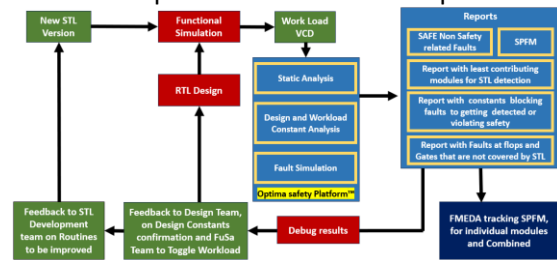 New STL
Version
Functional
Simulation
Work Load
VCD
Reports
SAFE Non Safety
related Faults
SPFM
Report with least contributing
modules for STL detection
Report with constants blocking
faults to getting detected or
violating safety
Report with Faults at flops and
Gates that are not covered by STL
RTL Design
Static Analysis
Design and Workload
Constant Analysis
Fault Simulation
Optima safety Platform™
Feedback to STL
Development
team on Routines to
be improved
Feedback to Design Team,
on Design Constants
confirmation and FuSa
Team to Toggle Workload
Debug results
FMEDA tracking SPFM,
for individual modules
and Combined